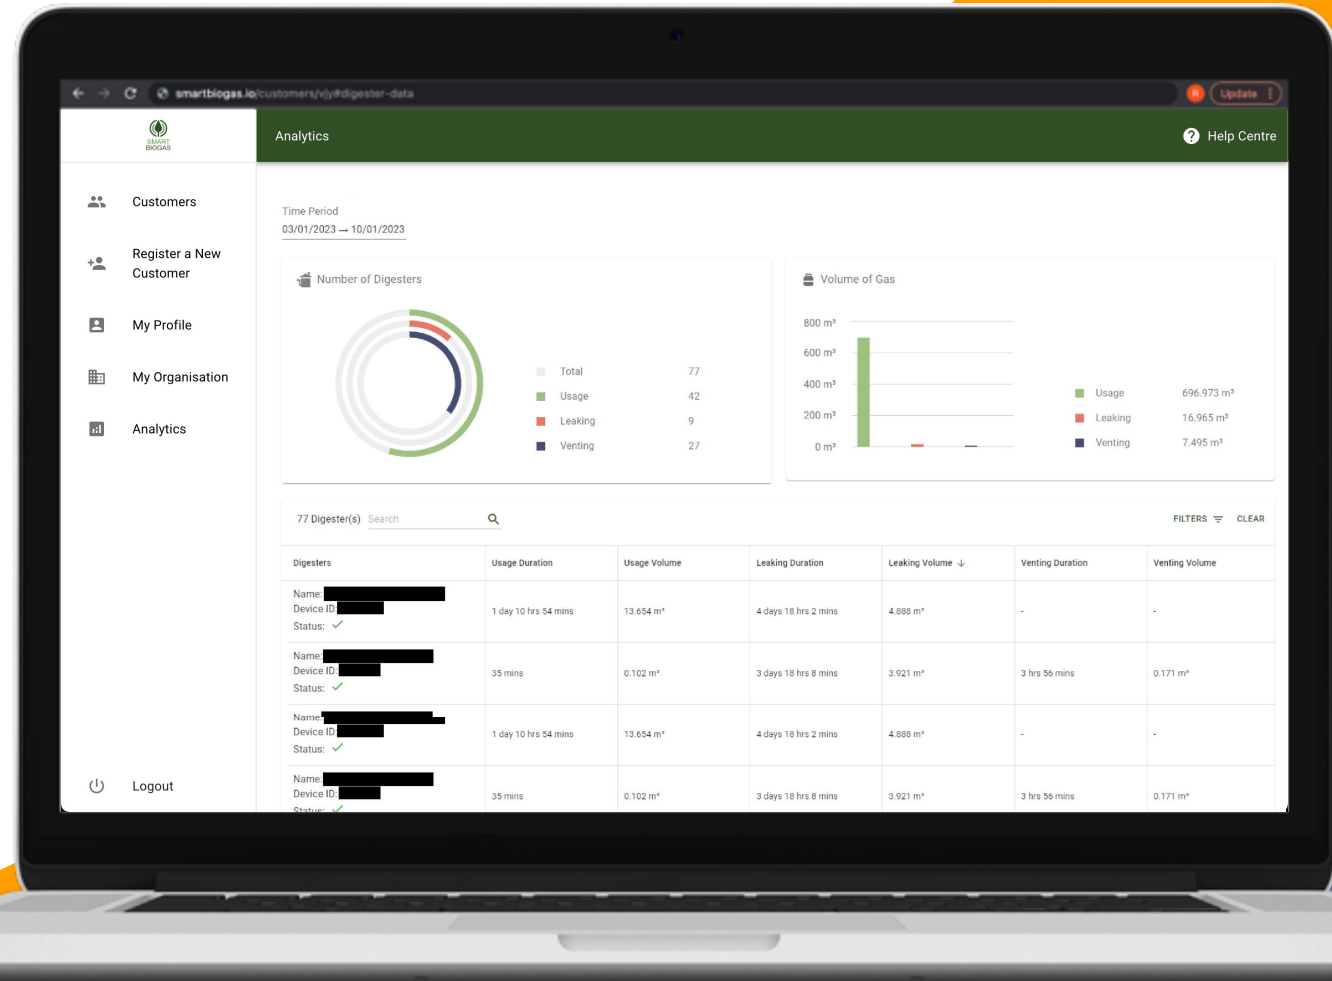 smartbiogas.io/customers/vjy#digester-data
R
Update
SMART
BIOGAS
Analytics
? Help Centre
Customers
Register a New
Customer
My Profile
My Organisation
Analytics
Logout
Time Period
03/01/2023 → 10/01/2023
Number of Digesters
Total 77
Usage 42
Leaking 9
Venting 27
Volume of Gas
800 m³
600 m³
400 m³
200 m³
0 m³
Usage 696.973 m³
Leaking 16.965 m³
Venting 7.495 m³
77 Digester(s) Search
FILTERS CLEAR
Digesters Usage Duration Usage Volume Leaking Duration Leaking Volume ↓ Venting Duration Venting Volume
Name:
Device ID:
Status: ✓
1 day 10 hrs 54 mins 13.654 m³ 4 days 18 hrs 2 mins 4.888 m³ - -
Name:
Device ID:
Status: ✓
35 mins 0.102 m³ 3 days 18 hrs 8 mins 3.921 m³ 3 hrs 56 mins 0.171 m³
Name:
Device ID:
Status: ✓
1 day 10 hrs 54 mins 13.654 m³ 4 days 18 hrs 2 mins 4.888 m³ - -
Name:
Device ID:
Status: ✓
35 mins 0.102 m³ 3 days 18 hrs 8 mins 3.921 m³ 3 hrs 56 mins 0.171 m³